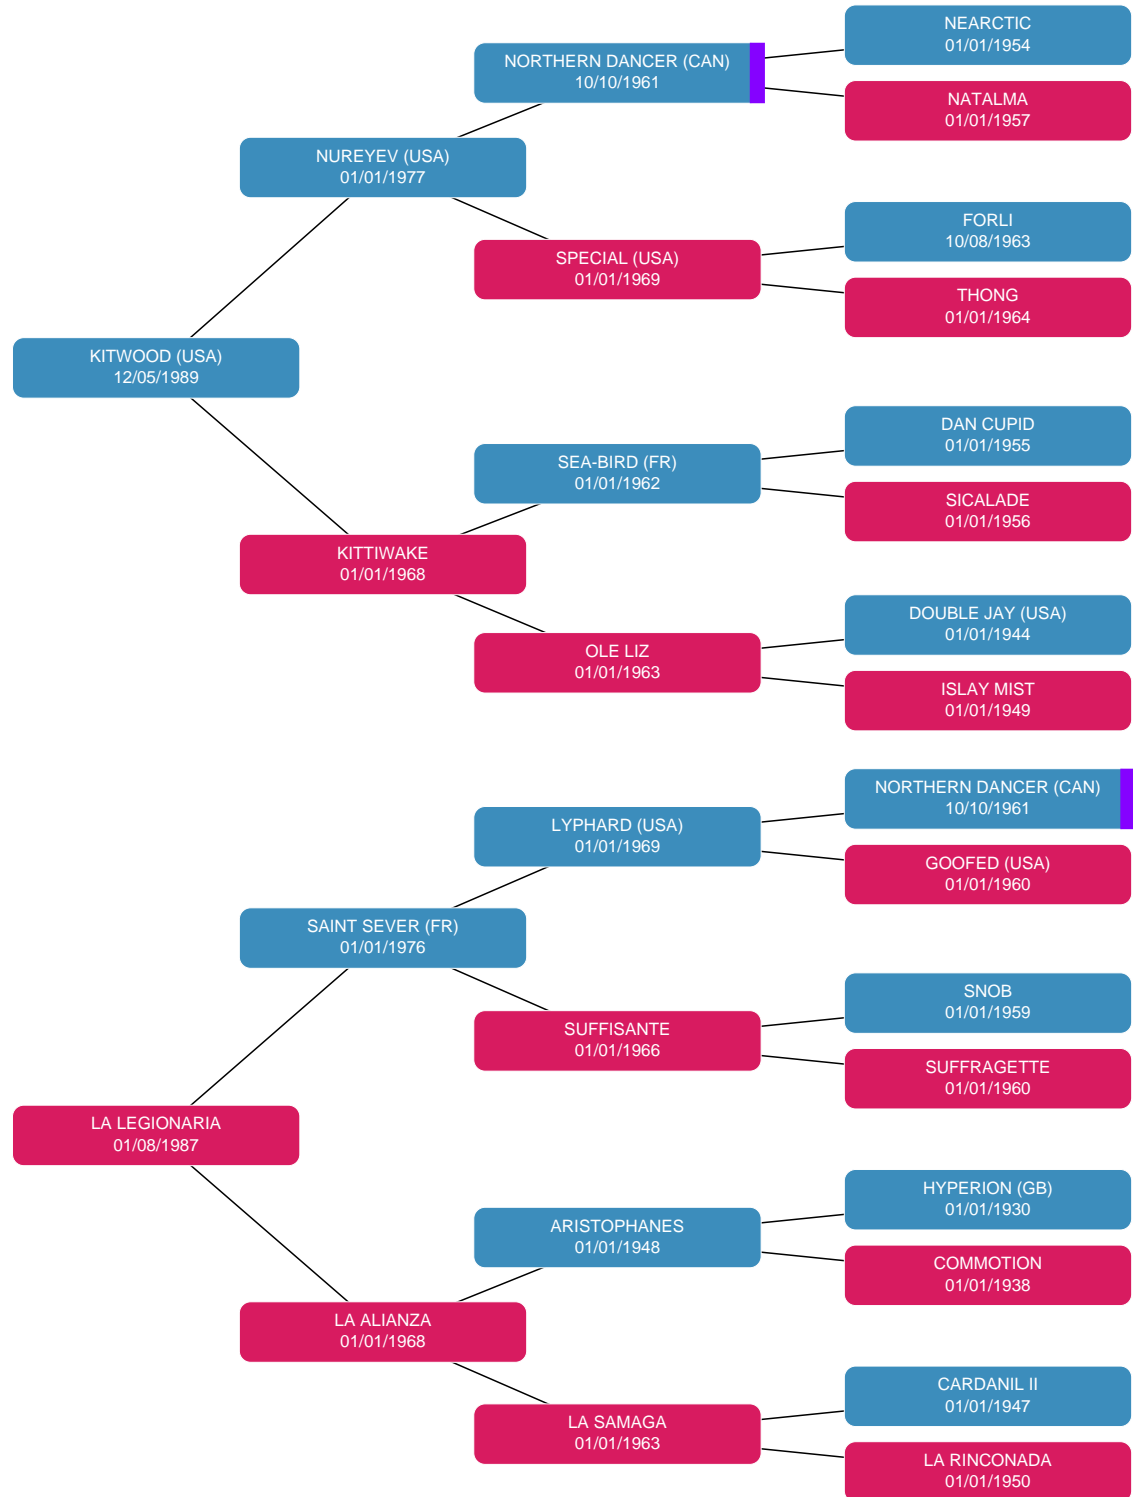 NEARCTIC
01/01/1954
NORTHERN DANCER (CAN)
10/10/1961
NATALMA
01/01/1957
NUREYEV (USA)
01/01/1977
FORLI
10/08/1963
SPECIAL (USA)
01/01/1969
THONG
01/01/1964
KITWOOD (USA)
12/05/1989
DAN CUPID
01/01/1955
SEA-BIRD (FR)
01/01/1962
SICALADE
01/01/1956
KITTIWAKE
01/01/1968
DOUBLE JAY (USA)
01/01/1944
OLE LIZ
01/01/1963
ISLAY MIST
01/01/1949
NORTHERN DANCER (CAN)
10/10/1961
LYPHARD (USA)
01/01/1969
GOOFED (USA)
01/01/1960
SAINT SEVER (FR)
01/01/1976
SNOB
01/01/1959
SUFFISANTE
01/01/1966
SUFFRAGETTE
01/01/1960
LA LEGIONARIA
01/08/1987
HYPERION (GB)
01/01/1930
ARISTOPHANES
01/01/1948
COMMOTION
01/01/1938
LA ALIANZA
01/01/1968
CARDANIL II
01/01/1947
LA SAMAGA
01/01/1963
LA RINCONADA
01/01/1950